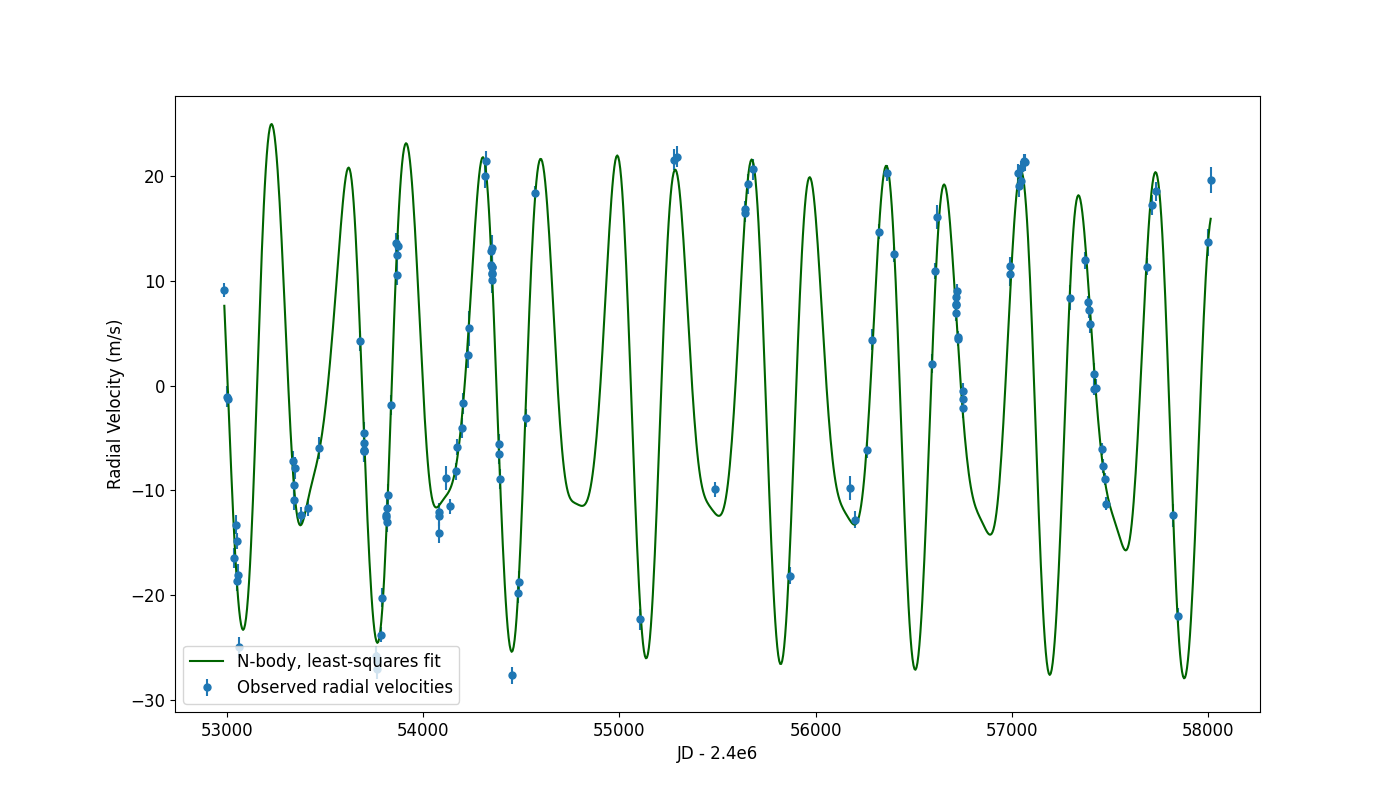 20
10
0
−10
−20
−30
Radial Velocity (m/s)
N-body, least-squares fit
Observed radial velocities
53000 54000 55000 56000 57000 58000
JD - 2.4e6